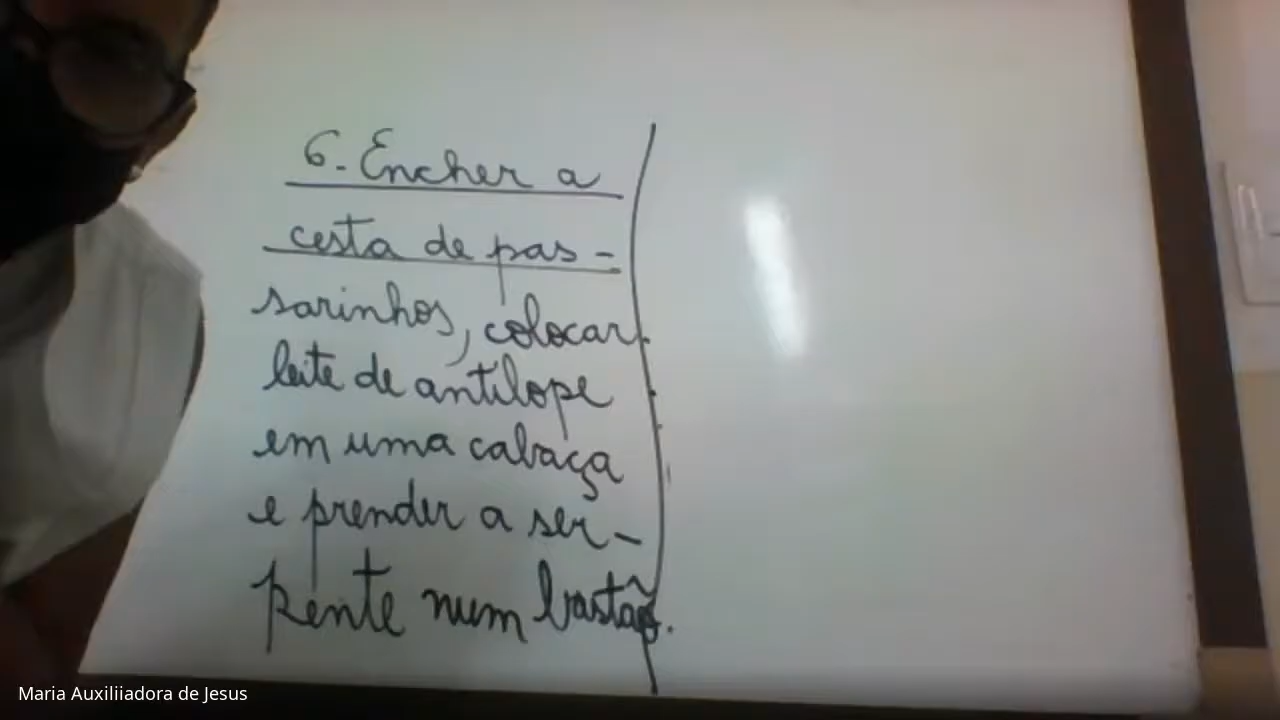 6. Encher a
cesta de pas-
sarinhos, colocar
leite de antílope
em uma cabaça
e prender a ser-
pente num bastão.
Maria Auxiliiadora de Jesus